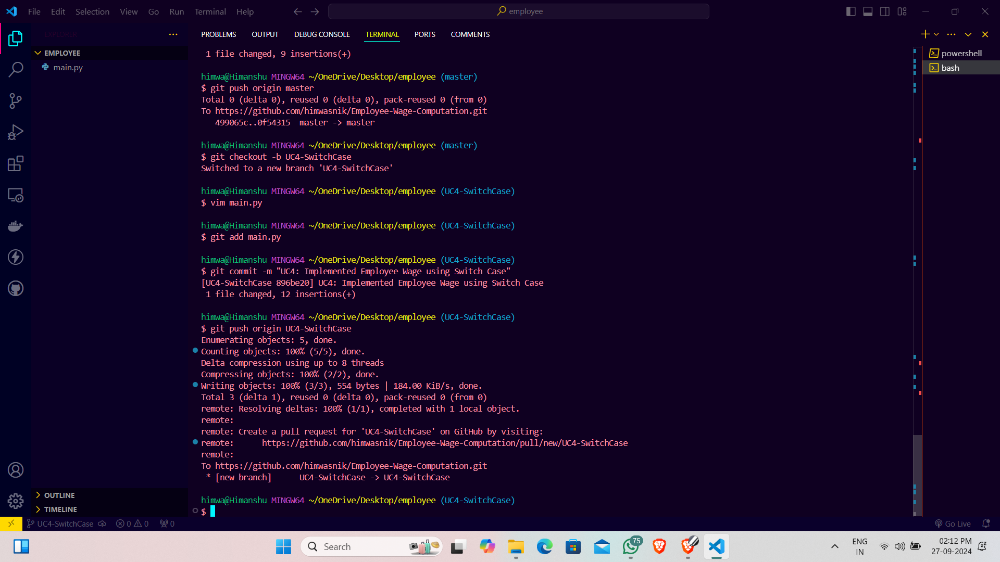 File Edit Selection View Go Run Terminal Help
employee
EXPLORER
PROBLEMS OUTPUT DEBUG CONSOLE TERMINAL PORTS COMMENTS
EMPLOYEE
main.py
powershell
bash
1 file changed, 9 insertions(+)
himwa@Himanshu MINGW64 ~/OneDrive/Desktop/employee (master)
$ git push origin master
Total 0 (delta 0), reused 0 (delta 0), pack-reused 0 (from 0)
To https://github.com/himwasnik/Employee-Wage-Computation.git
499065c..0f54315  master -> master
himwa@Himanshu MINGW64 ~/OneDrive/Desktop/employee (master)
$ git checkout -b UC4-SwitchCase
Switched to a new branch 'UC4-SwitchCase'
himwa@Himanshu MINGW64 ~/OneDrive/Desktop/employee (UC4-SwitchCase)
$ vim main.py
himwa@Himanshu MINGW64 ~/OneDrive/Desktop/employee (UC4-SwitchCase)
$ git add main.py
himwa@Himanshu MINGW64 ~/OneDrive/Desktop/employee (UC4-SwitchCase)
$ git commit -m "UC4: Implemented Employee Wage using Switch Case"
[UC4-SwitchCase 896be20] UC4: Implemented Employee Wage using Switch Case
1 file changed, 12 insertions(+)
himwa@Himanshu MINGW64 ~/OneDrive/Desktop/employee (UC4-SwitchCase)
$ git push origin UC4-SwitchCase
Enumerating objects: 5, done.
Counting objects: 100% (5/5), done.
Delta compression using up to 8 threads
Compressing objects: 100% (2/2), done.
Writing objects: 100% (3/3), 554 bytes | 184.00 KiB/s, done.
Total 3 (delta 1), reused 0 (delta 0), pack-reused 0 (from 0)
remote: Resolving deltas: 100% (1/1), completed with 1 local object.
remote:
remote: Create a pull request for 'UC4-SwitchCase' on GitHub by visiting:
remote:      https://github.com/himwasnik/Employee-Wage-Computation/pull/new/UC4-SwitchCase
remote:
To https://github.com/himwasnik/Employee-Wage-Computation.git
* [new branch]      UC4-SwitchCase -> UC4-SwitchCase
himwa@Himanshu MINGW64 ~/OneDrive/Desktop/employee (UC4-SwitchCase)
$
OUTLINE
TIMELINE
UC4-SwitchCase 0 0 0 Go Live
Search
75
ENG
IN
02:12 PM
27-09-2024